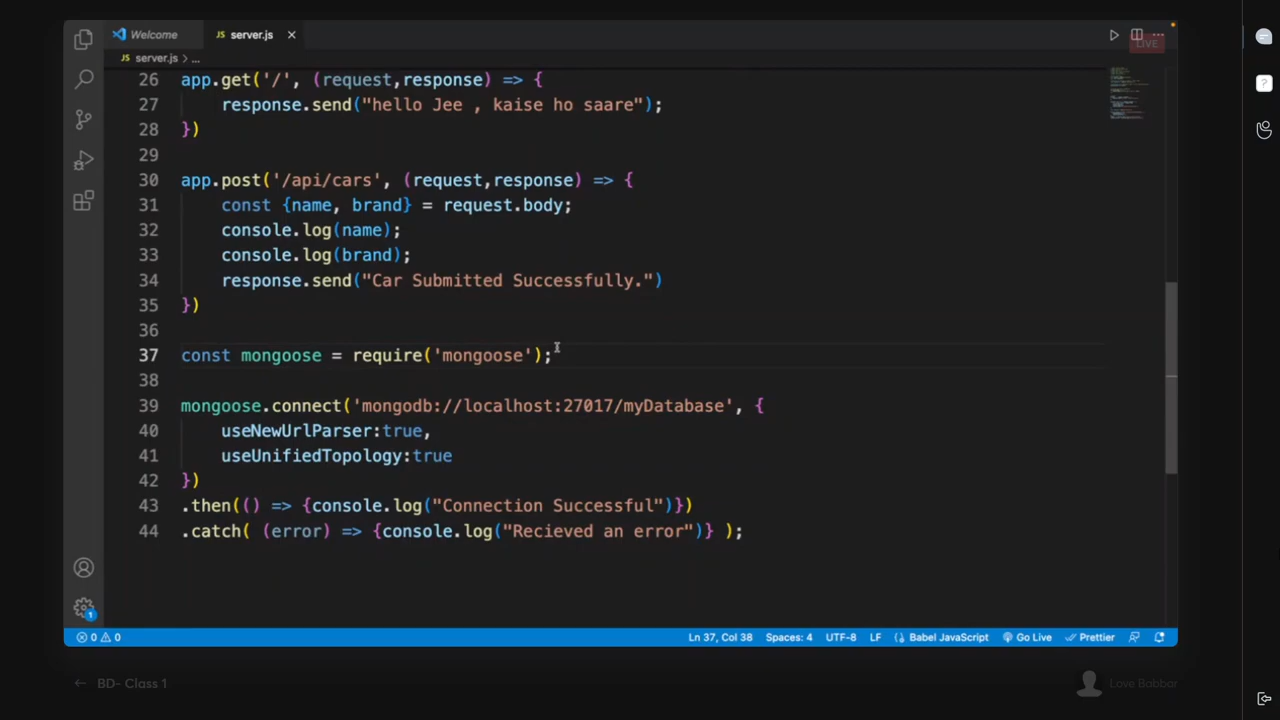 Welcome
JS server.js
LIVE
JS server.js > ...
26 app.get('/', (request,response) => {
27 response.send("hello Jee , kaise ho saare");
28 })
29
30 app.post('/api/cars', (request,response) => {
31 const {name, brand} = request.body;
32 console.log(name);
33 console.log(brand);
34 response.send("Car Submitted Successfully.")
35 })
36
37 const mongoose = require('mongoose');
38
39 mongoose.connect('mongodb://localhost:27017/myDatabase', {
40 useNewUrlParser:true,
41 useUnifiedTopology:true
42 })
43 .then(() => {console.log("Connection Successful")})
44 .catch( (error) => {console.log("Recieved an error")} );
1
0 0 Ln 37, Col 38 Spaces: 4 UTF-8 LF Babel JavaScript Go Live Prettier
BD- Class 1
Love Babbar